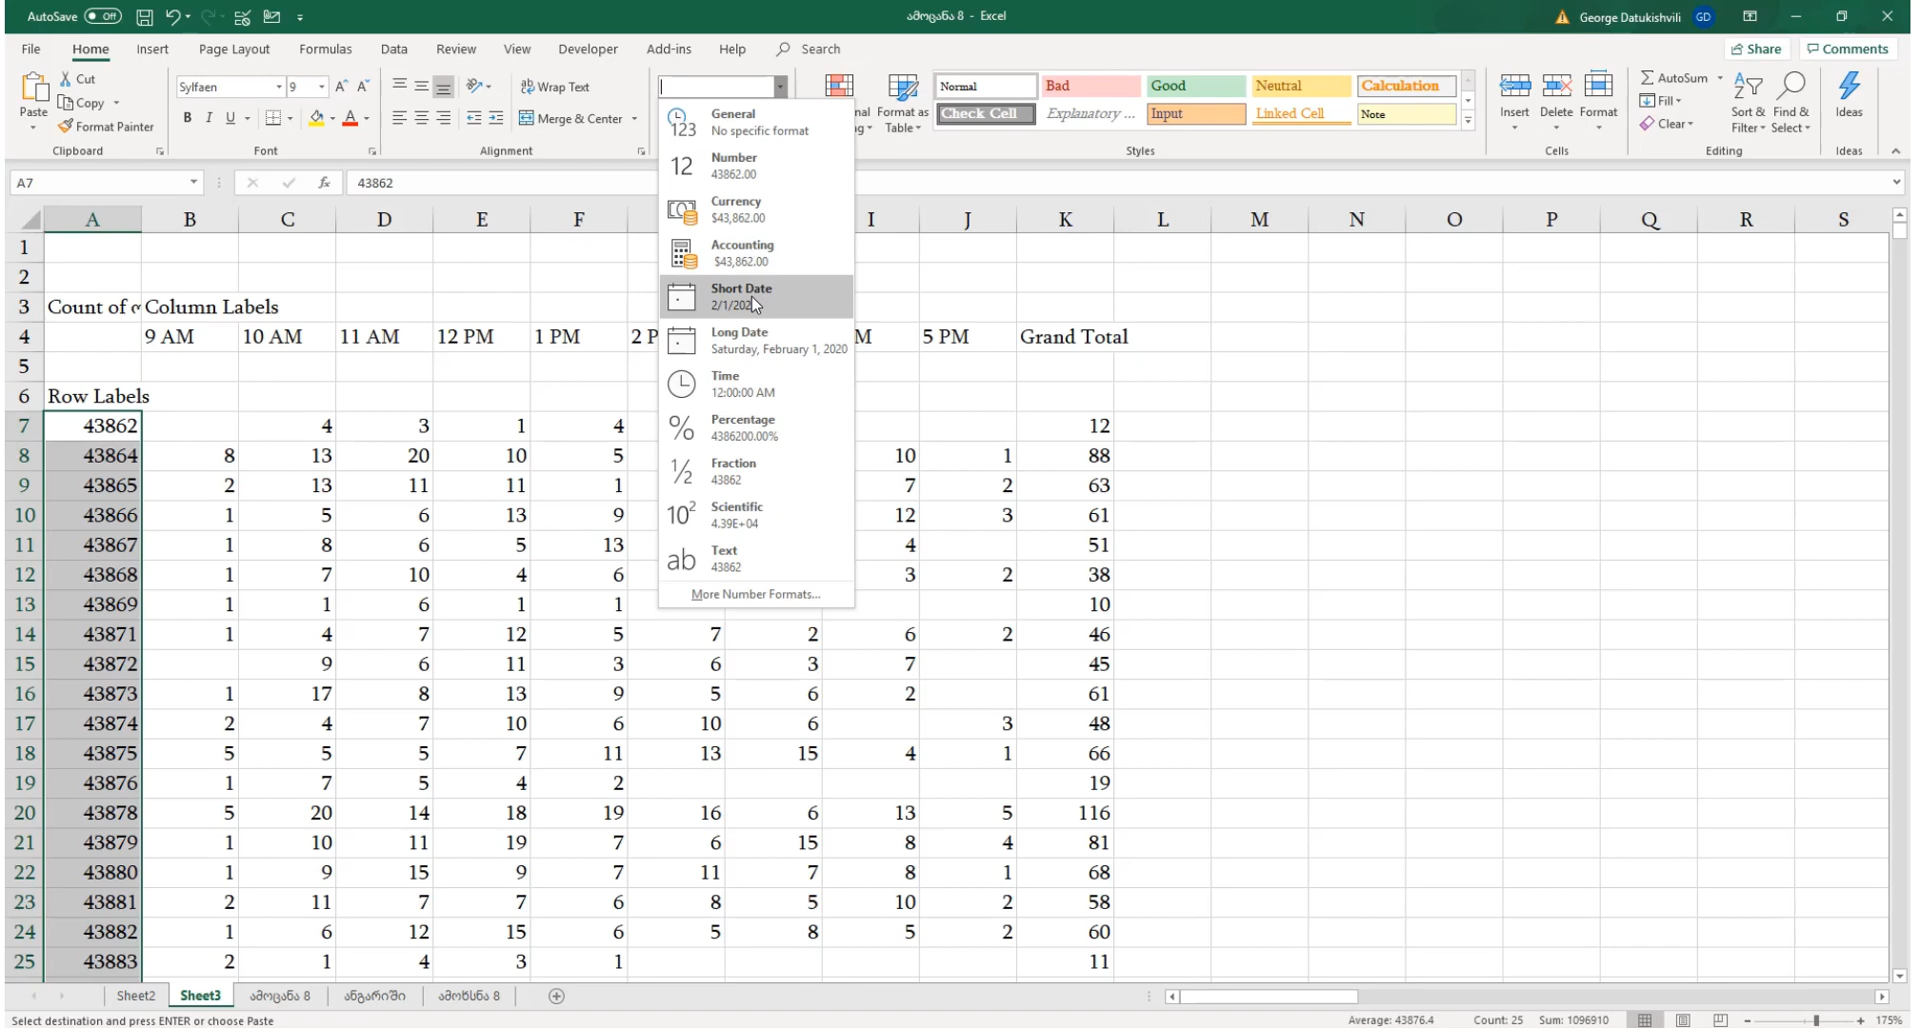 AutoSave Off
ამოცანა 8 - Excel
George Datukishvili GD
File Home Insert Page Layout Formulas Data Review View Developer Add-ins Help Search
Share Comments
Paste
Cut
Copy
Format Painter
Clipboard
Sylfaen 9
B I U
Font
Wrap Text
Merge & Center
Alignment
Format as
Table
Normal Bad Good Neutral Calculation
Check Cell Explanatory ... Input Linked Cell Note
Styles
Insert Delete Format
Cells
AutoSum
Fill
Clear
Sort & Filter
Find & Select
Editing
Ideas
Ideas
A7
fx 43862
General
No specific format
Number
43862.00
Currency
$43,862.00
Accounting
$43,862.00
Short Date
Long Date
Saturday, February 1, 2020
Time
12:00:00 AM
Percentage
4386200.00%
Fraction
43862
Scientific
4.39E+04
Text
43862
More Number Formats...
A B C D E F I J K L M N O P Q R S
1
2
3 Count of Column Labels
4 9 AM 10 AM 11 AM 12 PM 1 PM 2 P M 5 PM Grand Total
5
6 Row Labels
7 43862 4 3 1 4 12
8 43864 8 13 20 10 5 10 1 88
9 43865 2 13 11 11 1 7 2 63
10 43866 1 5 6 13 9 12 3 61
11 43867 1 8 6 5 13 4 51
12 43868 1 7 10 4 6 3 2 38
13 43869 1 1 6 1 1 10
14 43871 1 4 7 12 5 7 2 6 2 46
15 43872 9 6 11 3 6 3 7 45
16 43873 1 17 8 13 9 5 6 2 61
17 43874 2 4 7 10 6 10 6 3 48
18 43875 5 5 5 7 11 13 15 4 1 66
19 43876 1 7 5 4 2 19
20 43878 5 20 14 18 19 16 6 13 5 116
21 43879 1 10 11 19 7 6 15 8 4 81
22 43880 1 9 15 9 7 11 7 8 1 68
23 43881 2 11 7 7 6 8 5 10 2 58
24 43882 1 6 12 15 6 5 8 5 2 60
25 43883 2 1 4 3 1 11
Sheet2 Sheet3 ამოცანა 8 ანგარიში ამოხსნა 8
Select destination and press ENTER or choose Paste
Average: 43876.4 Count: 25 Sum: 1096910 175%